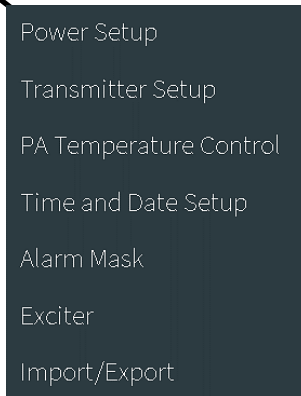 Power Setup
Transmitter Setup
PA Temperature Control
Time and Date Setup
Alarm Mask
Exciter
Import/Export